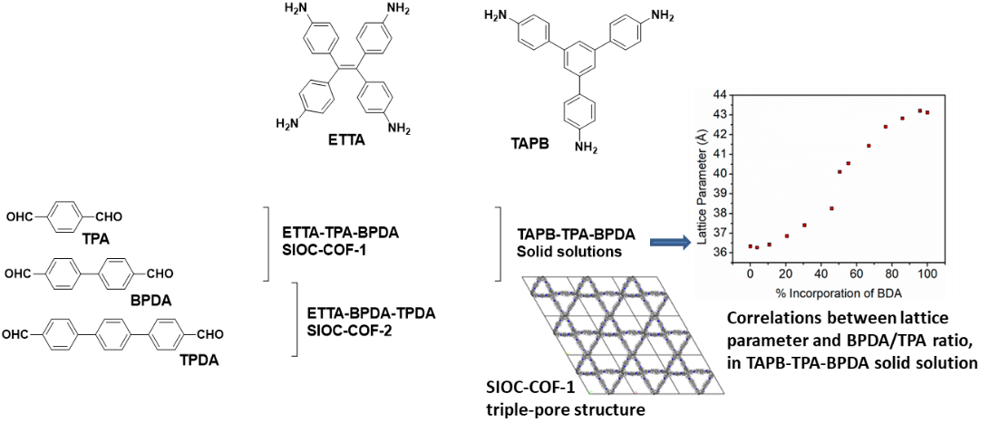 H₂N
NH₂
H₂N
NH₂
ETTA
H₂N
NH₂
NH₂
TAPB
OHC
CHO
TPA
OHC
CHO
BPDA
OHC
CHO
TPDA
ETTA-TPA-BPDA
SIOC-COF-1
ETTA-BPDA-TPDA
SIOC-COF-2
TAPB-TPA-BPDA
Solid solutions
SIOC-COF-1
triple-pore structure
Lattice Parameter (Å)
44
43
42
41
40
39
38
37
36
0 20 40 60 80 100
% Incorporation of BDA
Correlations between lattice
parameter and BPDA/TPA ratio,
in TAPB-TPA-BPDA solid solution